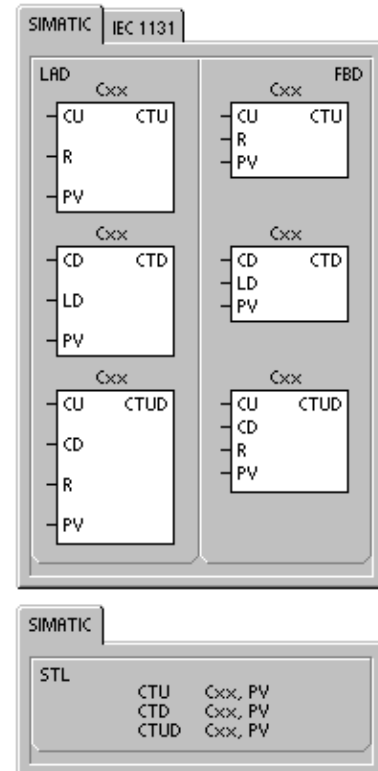 SIMATIC IEC 1131
LAD
Cxx
CU CTU
R
PV
Cxx
CD CTD
LD
PV
Cxx
CU CTUD
CD
R
PV
FBD
Cxx
CU CTU
R
PV
Cxx
CD CTD
LD
PV
Cxx
CU CTUD
CD
R
PV
SIMATIC
STL
CTU Cxx, PV
CTD Cxx, PV
CTUD Cxx, PV